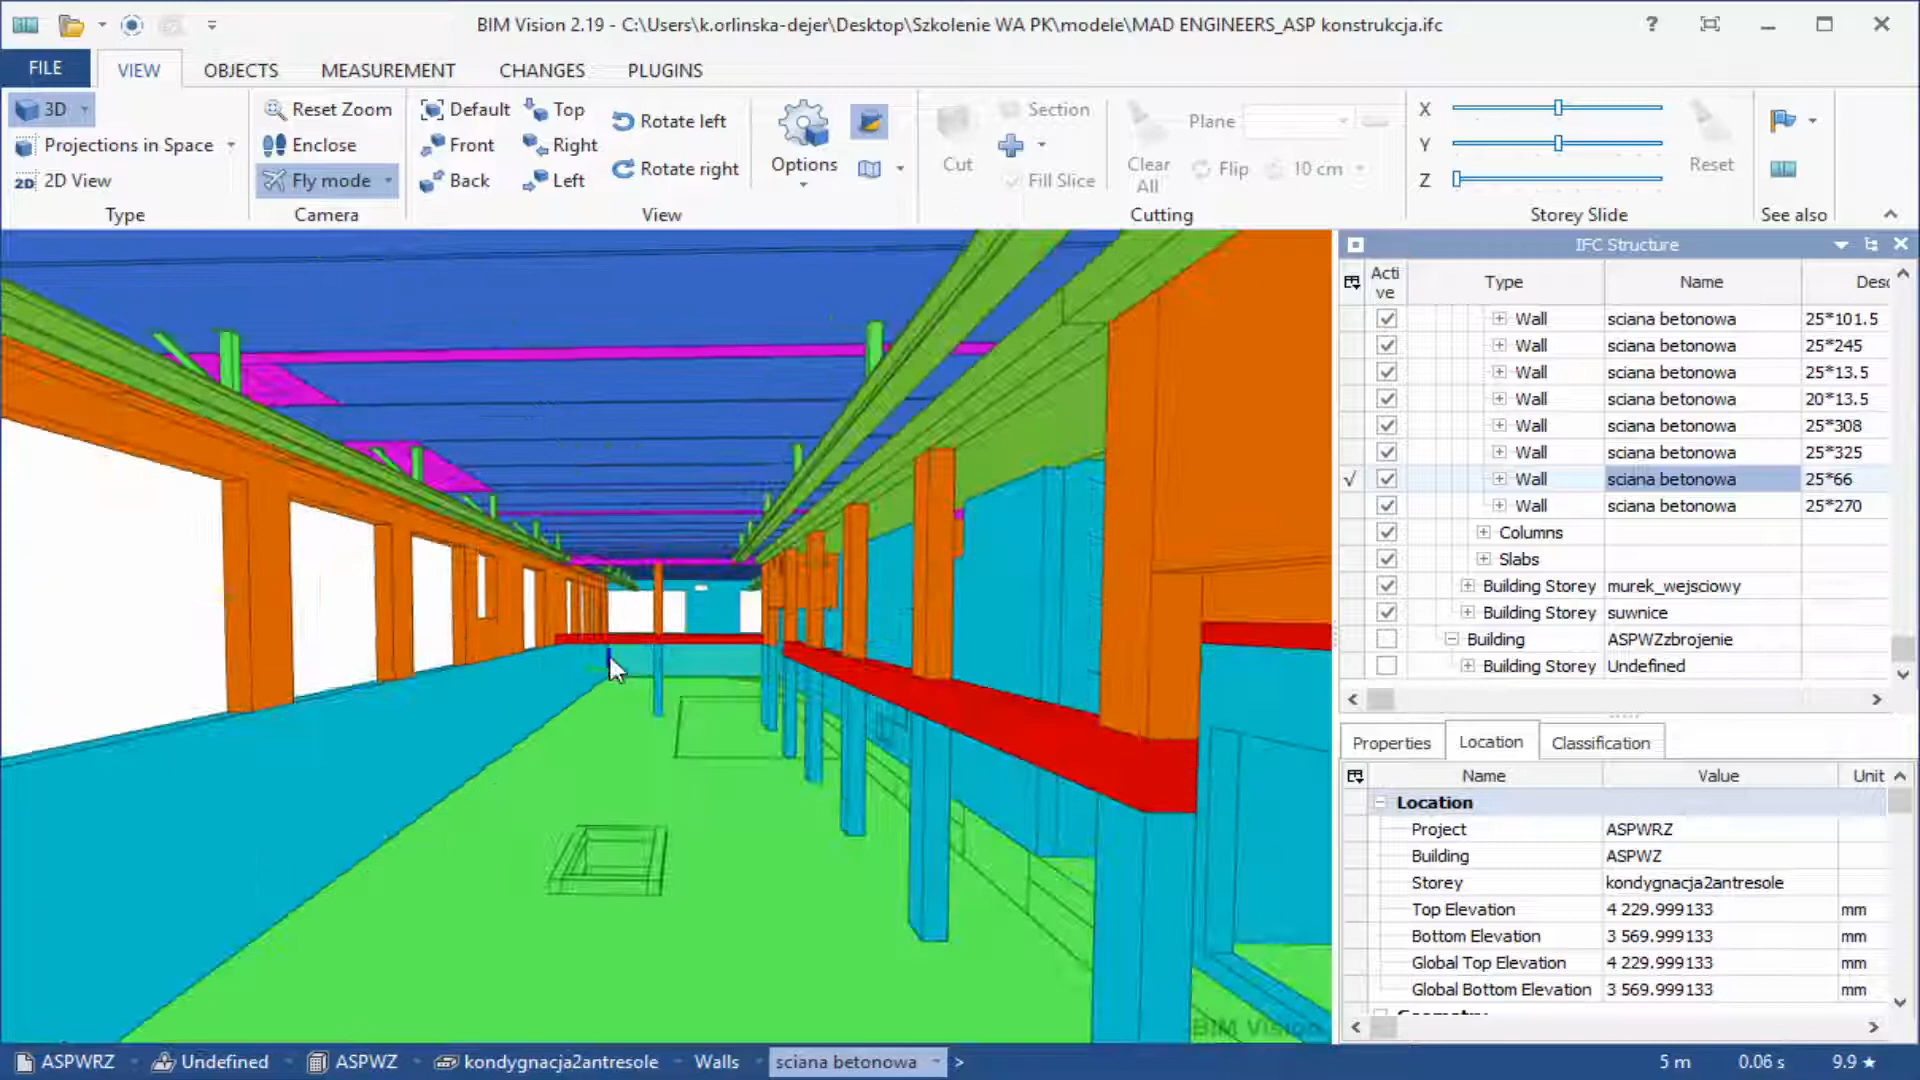 BIM Vision 2.19 - C:\Users\k.orlinska-dejer\Desktop\Szkolenie WA PK\modele\MAD ENGINEERS_ASP konstrukcja.ifc
FILE VIEW OBJECTS MEASUREMENT CHANGES PLUGINS
3D
Projections in Space
2D 2D View
Type
Reset Zoom
Enclose
Fly mode
Camera
Default Top
Front Right
Back Left
Rotate left
Rotate right
View
Options
Cut
Section
Fill Slice
Clear All
Plane
Flip 10 cm
Cutting
X
Y
Z
Reset
Storey Slide
See also
IFC Structure
Active Type Name Desc
Wall sciana betonowa 25*101.5
Wall sciana betonowa 25*245
Wall sciana betonowa 25*13.5
Wall sciana betonowa 20*13.5
Wall sciana betonowa 25*308
Wall sciana betonowa 25*325
Wall sciana betonowa 25*66
Wall sciana betonowa 25*270
Columns
Slabs
Building Storey murek_wejsciowy
Building Storey suwnice
Building ASPWZzbrojenie
Building Storey Undefined
Properties Location Classification
Name Value Unit
Location
Project ASPWRZ
Building ASPWZ
Storey kondygnacja2antresole
Top Elevation 4 229.999133 mm
Bottom Elevation 3 569.999133 mm
Global Top Elevation 4 229.999133 mm
Global Bottom Elevation 3 569.999133 mm
Geometry
BIM Vision
ASPWRZ Undefined ASPWZ kondygnacja2antresole Walls sciana betonowa > 5 m 0.06 s 9.9